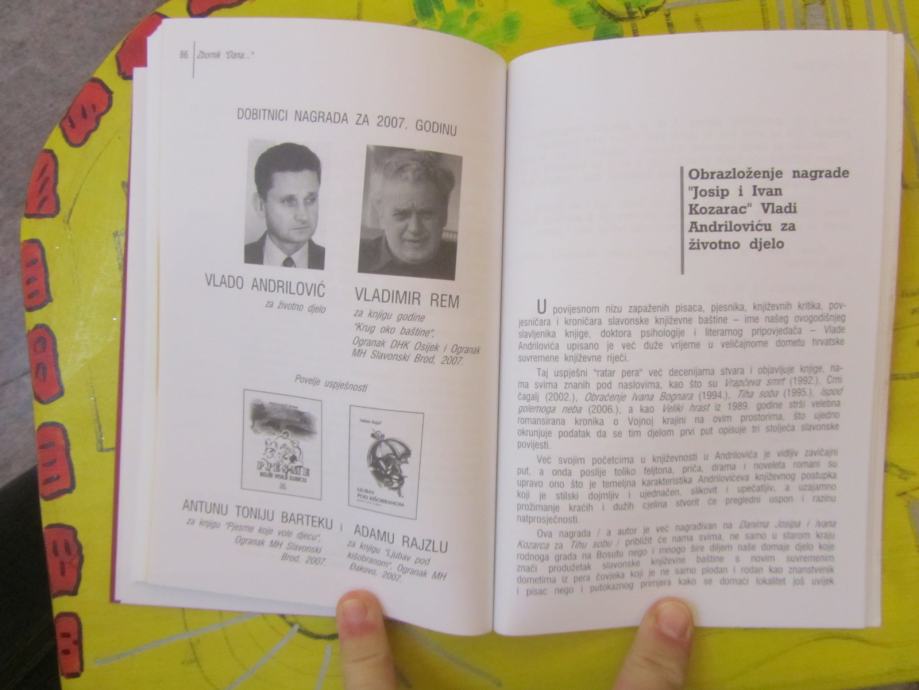 86
Zbornik "Dana..."
DOBITNICI NAGRADA ZA 2007. GODINU
VLADO ANDRILOVIĆ
za životno djelo
VLADIMIR REM
za knjigu godine
"Krug oko baštine",
Ogranak DHK Osijek i Ogranak
MH Slavonski Brod, 2007.
Povelje uspješnosti
PJESME
LJUBAV
POD KIŠOBRANOM
ANTUNU TONIJU BARTEKU i
za knjigu "Pjesme koje vole djecu",
Ogranak MH Slavonski
Brod, 2007.
ADAMU RAJZLU
za knjigu "Ljubav pod
kišobranom", Ogranak MH
Đakovo, 2007.
Obrazloženje nagrade
"Josip i Ivan
Kozarac" Vladi
Andriloviću za
životno djelo
U povijesnom nizu zapaženih pisaca, pjesnika, književnih kritika, pov-
jesničara i kroničara slavonske književne baštine – ime našeg ovogodišnjeg
slavljenika knjige, doktora psihologije i literarnog pripovjedača – Vlade
Andrilovića upisano je već duže vrijeme u veličajnome dometu hrvatske
suvremene književne riječi.
Taj uspješni "ratar pera" već decenijama stvara i objavljuje knjige, na-
ma svima znanih pod naslovima, kao što su Vrapčeva smrt (1992.), Crni
čagalj (2002.), Obraćenje Ivana Bognara (1994.), Tiha soba (1995.), Ispod
golemoga neba (2006.), a kao Veliki hrast iz 1989. godine strši velebna
romansirana kronika o Vojnoj krajini na ovim prostorima, što ujedno
okrunjuje podatak da se tim djelom prvi put opisuje tri stoljeća slavonske
povijesti.
Već svojim početcima u književnosti u Andrilovića je vidljiv zavičajni
put, a onda poslije toliko feljtona, priča, drama i noveleta romani su
upravo ono što je temeljna karakteristika Andrilovićeva književnog postupka
koji je stilski dojmljiv i ujednačen, slikovit i upečatljiv, a uzajamno
prožimanje kraćih i dužih cjelina stvorit će pregledni uspon i razinu
natprosječnosti.
Ova nagrada / a autor je već nagrađivan na Danima Josipa i Ivana
Kozarca za Tihu sobu / približit će nama svima, ne samo u starom kraju
rodnoga grada na Bosutu nego i mnogo šire diljem naše domaje djelo koje
znači produžetak slavonske književne baštine s novim suvremenim
dometima iz pera čovjeka koji je ne samo plodan i rodan kao znanstvenik
i pisac nego i putokaznog primjera kako se domaći lokalitet još uvijek